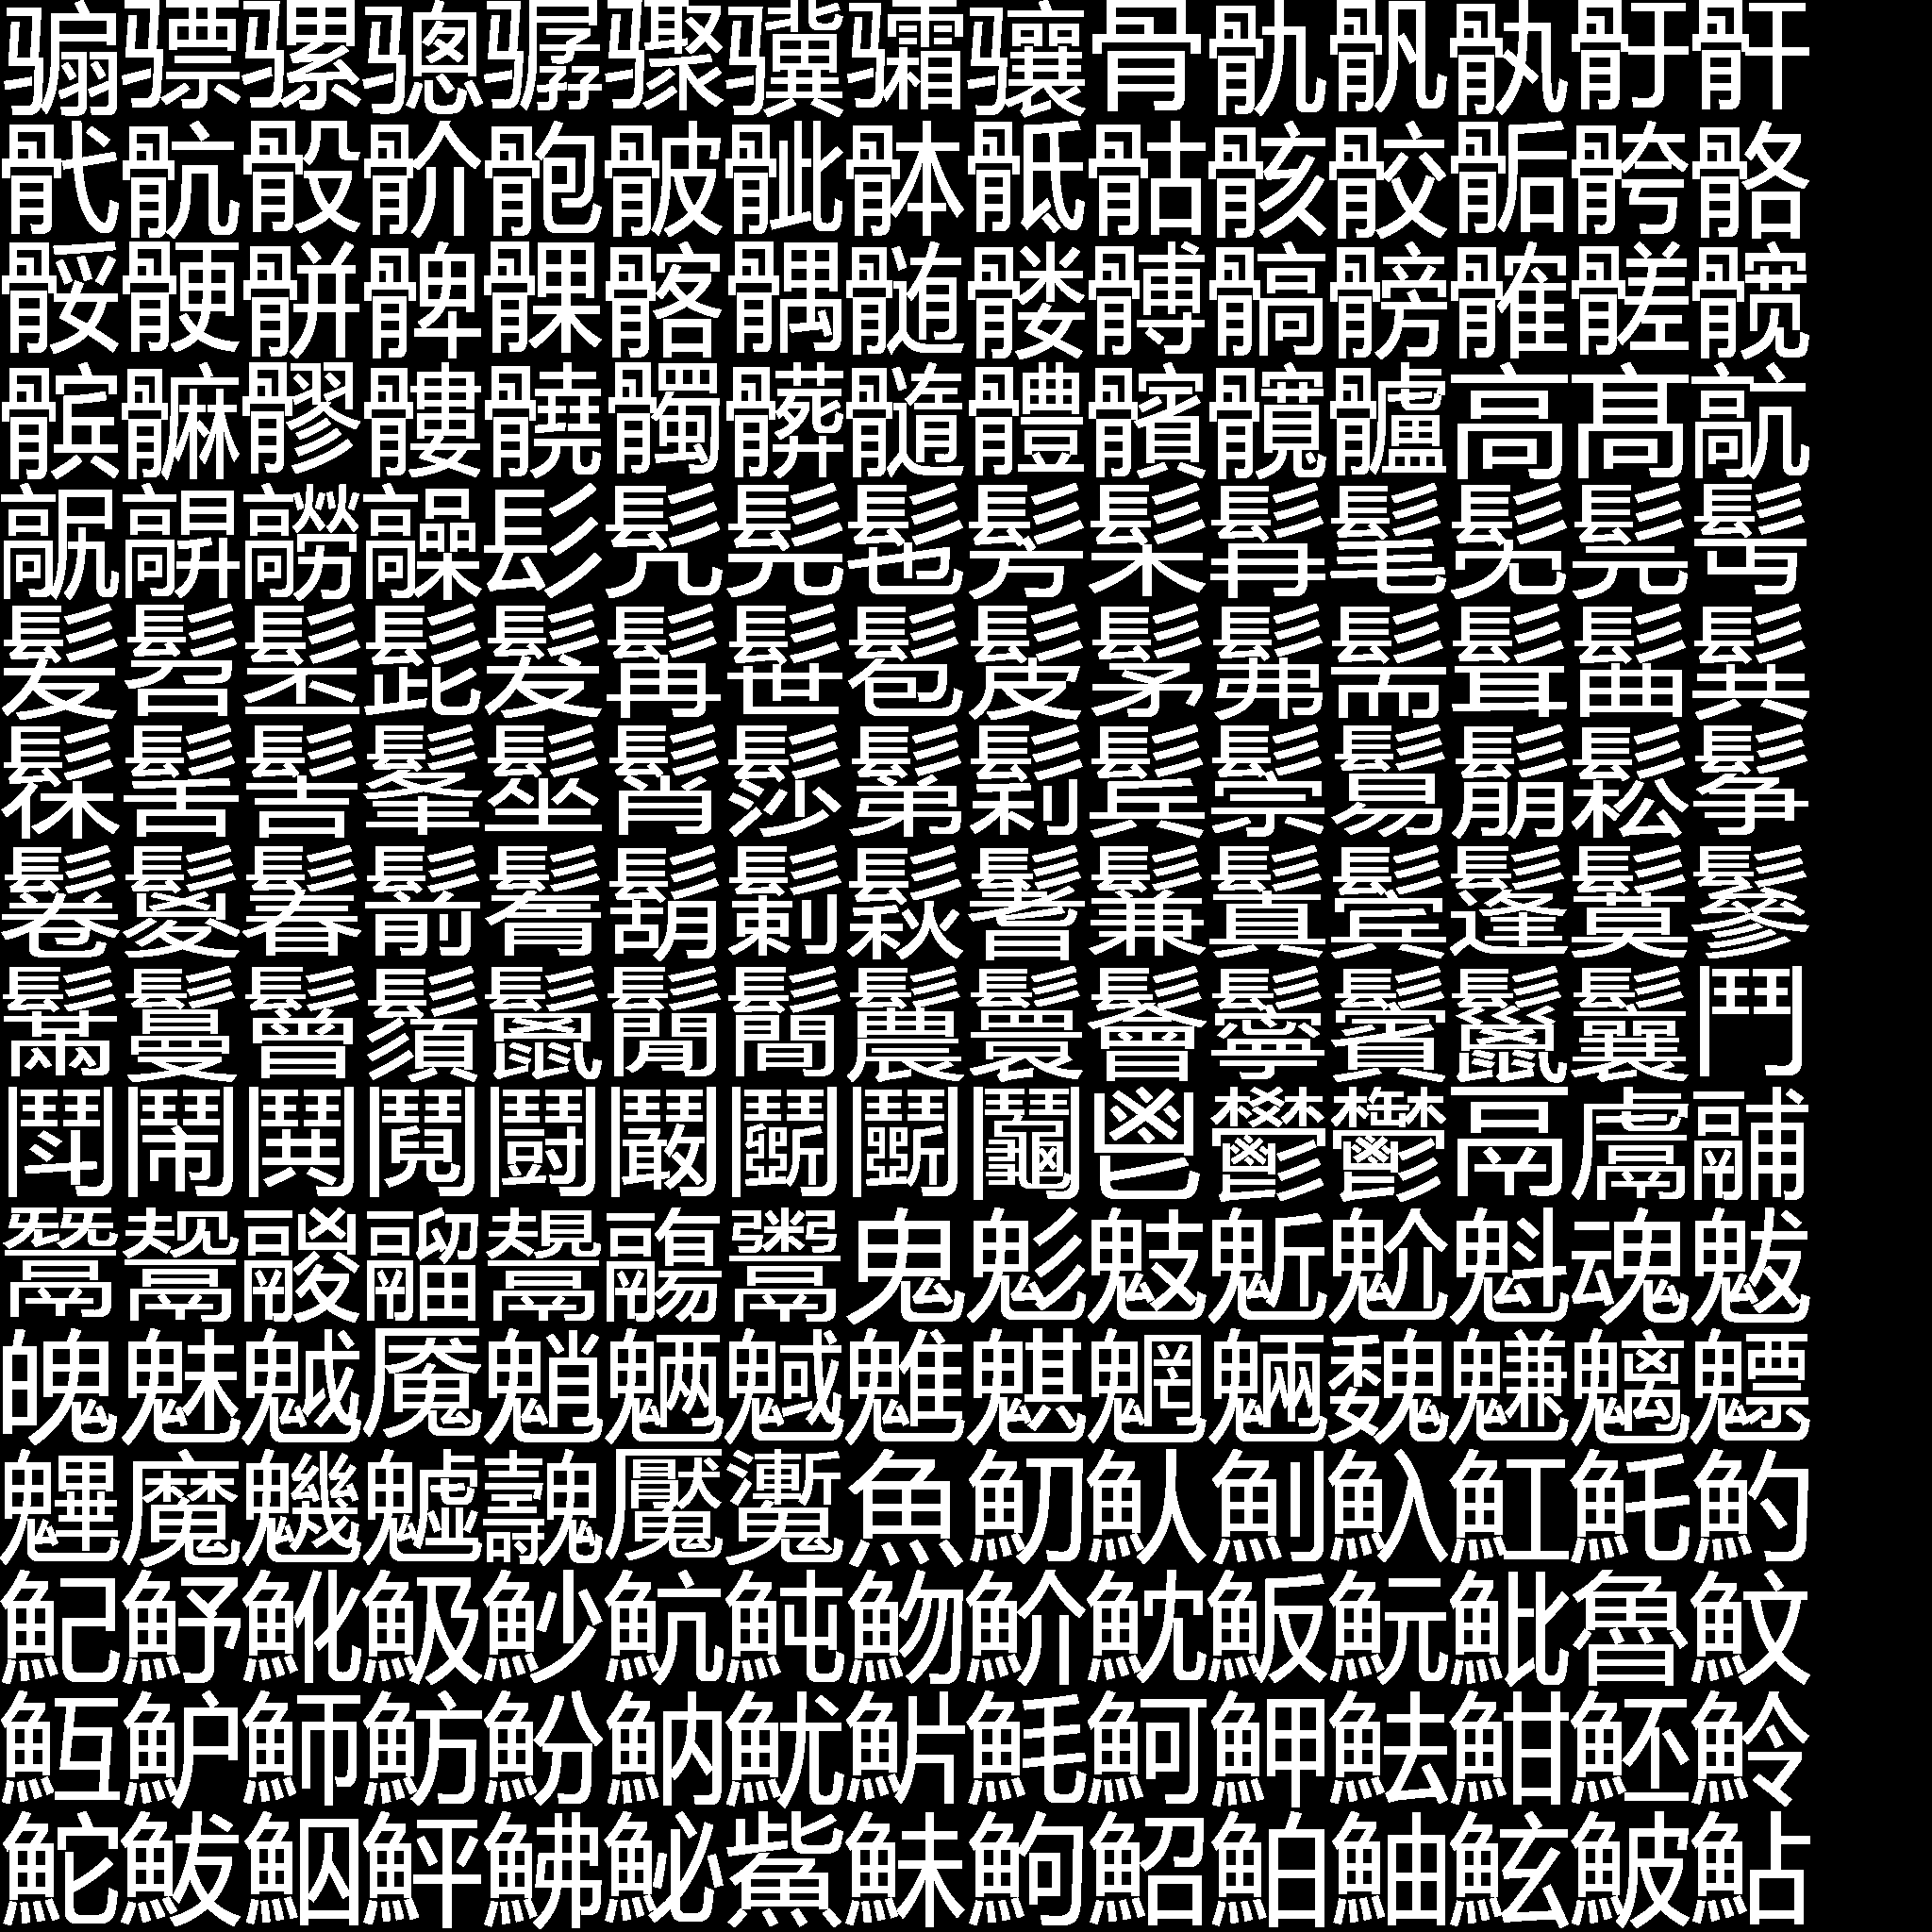 骟骠骡骢骣骤骥骦骧骨骩骪骫骬骭
骮骯骰骱骲骳骴骵骶骷骸骹骺骻骼
骽骾骿髀髁髂髃髄髅髆髇髈髉髊髋
髌髍髎髏髐髑髒髓體髕髖髗高髙髚
髛髜髝髞髟髠髡髢髣髤髥髦髧髨髩
髪髫髬髭髮髯髰髱髲髳髴髵髶髷髸
髹髺髻髼髽髾髿鬀鬁鬂鬃鬄鬅鬆鬇
鬈鬉鬊鬋鬌鬍鬎鬏鬐鬑鬒鬓鬔鬕鬖
鬗鬘鬙鬚鬛鬜鬝鬞鬟鬠鬡鬢鬣鬤鬥
鬦鬧鬨鬩鬪鬫鬬鬭鬮鬯鬰鬱鬲鬳鬴
鬵鬶鬷鬸鬹鬺鬻鬼鬽鬾鬿魀魁魂魃
魄魅魆魇魈魉魊魋魌魍魎魏魐魑魒
魓魔魕魖魗魘魙魚魛魜魝魞魟魠魡
魢魣魤魥魦魧魨魩魪魫魬魭魮魯魰
魱魲魳魴魵魶魷魸魹魺魻魼魽魾魿
鮀鮁鮂鮃鮄鮅鮆鮇鮈鮉鮊鮋鮌鮍鮎